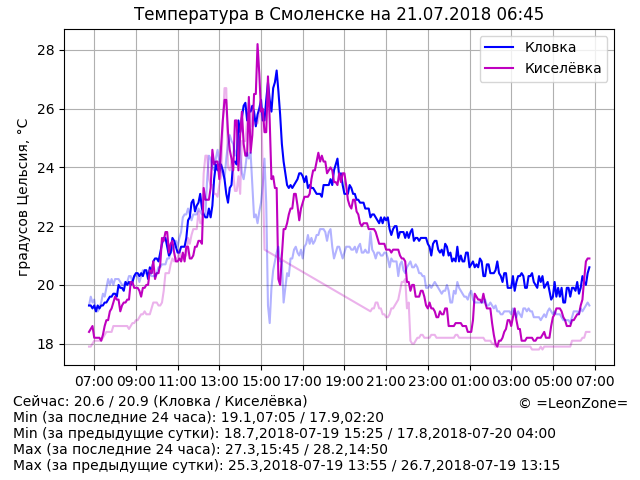 Температура в Смоленске на 21.07.2018 06:45
градусов Цельсия, °C
28
26
24
22
20
18
Кловка
Киселёвка
07:00 09:00 11:00 13:00 15:00 17:00 19:00 21:00 23:00 01:00 03:00 05:00 07:00
Сейчас: 20.6 / 20.9 (Кловка / Киселёвка)
© =LeonZone=
Min (за последние 24 часа): 19.1,07:05 / 17.9,02:20
Min (за предыдущие сутки): 18.7,2018-07-19 15:25 / 17.8,2018-07-20 04:00
Max (за последние 24 часа): 27.3,15:45 / 28.2,14:50
Max (за предыдущие сутки): 25.3,2018-07-19 13:55 / 26.7,2018-07-19 13:15